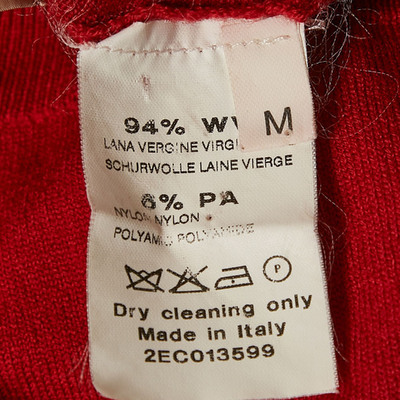 94% WV
M
LANA VERGINE VIRGI
SCHURWOLLE LAINE VIERGE
6% PA
NYLON NYLON
POLYAMID POLYAMIDE
P
Dry cleaning only
Made in Italy
2EC013599